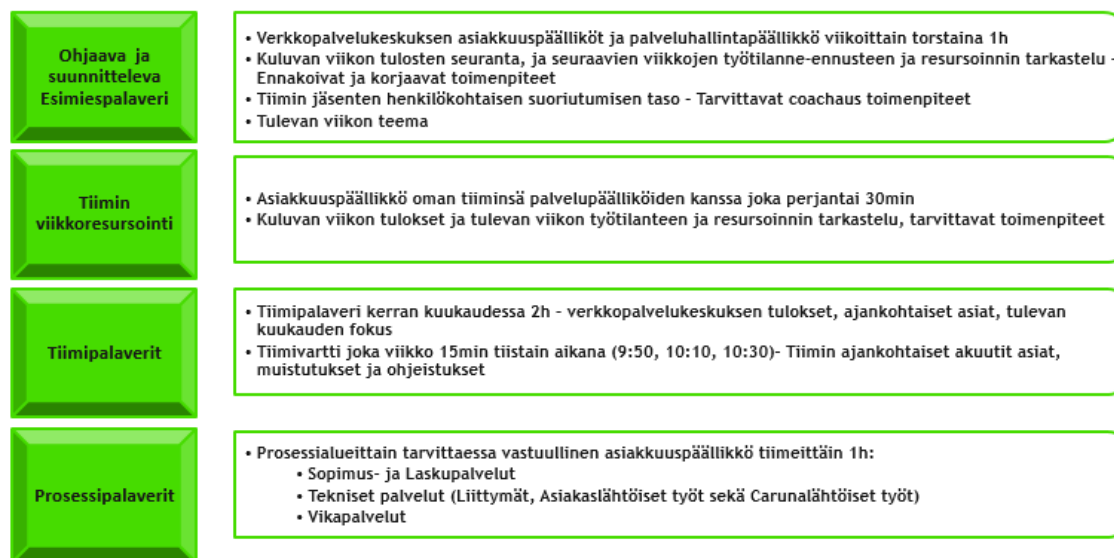 Ohjaava ja
suunnitteleva
Esimiespalaveri
• Verkkopalvelukeskuksen asiakkuuspäälliköt ja palveluhallintapäällikkö viikoittain torstaina 1h
• Kuluvan viikon tulosten seuranta, ja seuraavien viikkojen työtilanne-ennusteen ja resursoinnin tarkastelu –
Ennakoivat ja korjaavat toimenpiteet
• Tiimin jäsenten henkilökohtaisen suoriutumisen taso – Tarvittavat coachaus toimenpiteet
• Tulevan viikon teema
Tiimin
viikkoresursointi
• Asiakkuuspäällikkö oman tiiminsä palvelupäälliköiden kanssa joka perjantai 30min
• Kuluvan viikon tulokset ja tulevan viikon työtilanteen ja resursoinnin tarkastelu, tarvittavat toimenpiteet
Tiimipalaverit
• Tiimipalaveri kerran kuukaudessa 2h – verkkopalvelukeskuksen tulokset, ajankohtaiset asiat, tulevan
kuukauden fokus
• Tiimivartti joka viikko 15min tiistain aikana (9:50, 10:10, 10:30)- Tiimin ajankohtaiset akuutit asiat,
muistutukset ja ohjeistukset
Prosessipalaverit
• Prosessialueittain tarvittaessa vastuullinen asiakkuuspäällikkö tiimeittäin 1h:
• Sopimus- ja Laskupalvelut
• Tekniset palvelut (Liittymät, Asiakaslähtöiset työt sekä Carunalähtöiset työt)
• Vikapalvelut